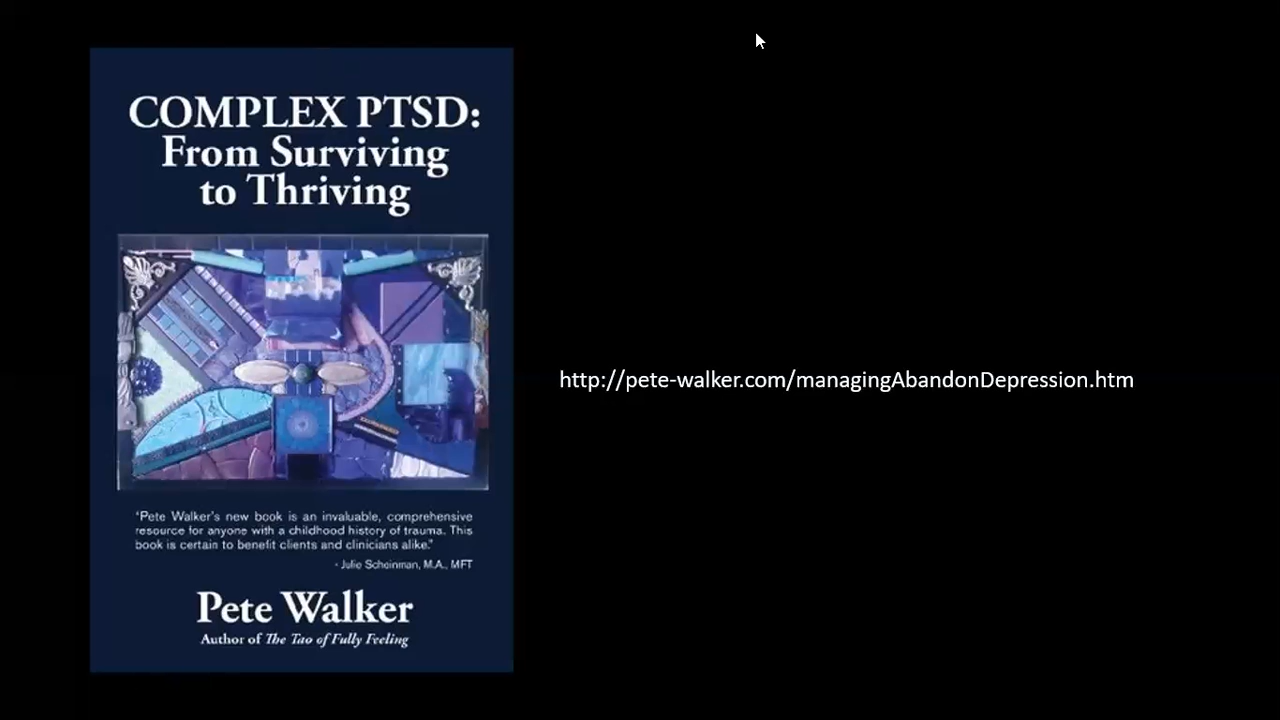 COMPLEX PTSD:
From Surviving
to Thriving
"Pete Walker's new book is an invaluable, comprehensive
resource for anyone with a childhood history of trauma. This
book is certain to benefit clients and clinicians alike."
- Julie Scheinman, M.A., MFT
Pete Walker
Author of The Tao of Fully Feeling
http://pete-walker.com/managingAbandonDepression.htm